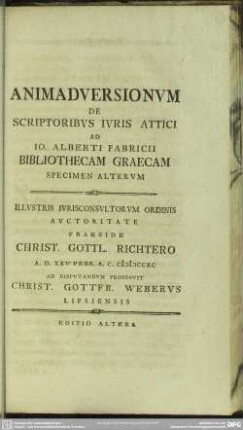 ANIMADVERSIONVM
DE
SCRIPTORIBVS IVRIS ATTICI
AD
IO. ALBERTI FABRICII
BIBLIOTHECAM GRAECAM
SPECIMEN ALTERVM
ILLVSTRIS IVRISCONSVLTORVM ORDINIS
AVCTORITATE
PRAESIDE
CHRIST. GOTTL. RICHTERO
A. D. XXV FEBR. A. C. CIƆIƆCCXC
AD DISPVTANDVM PROPOSVIT
CHRIST. GOTTFR. WEBERVS
LIPSIENSIS
EDITIO ALTERA